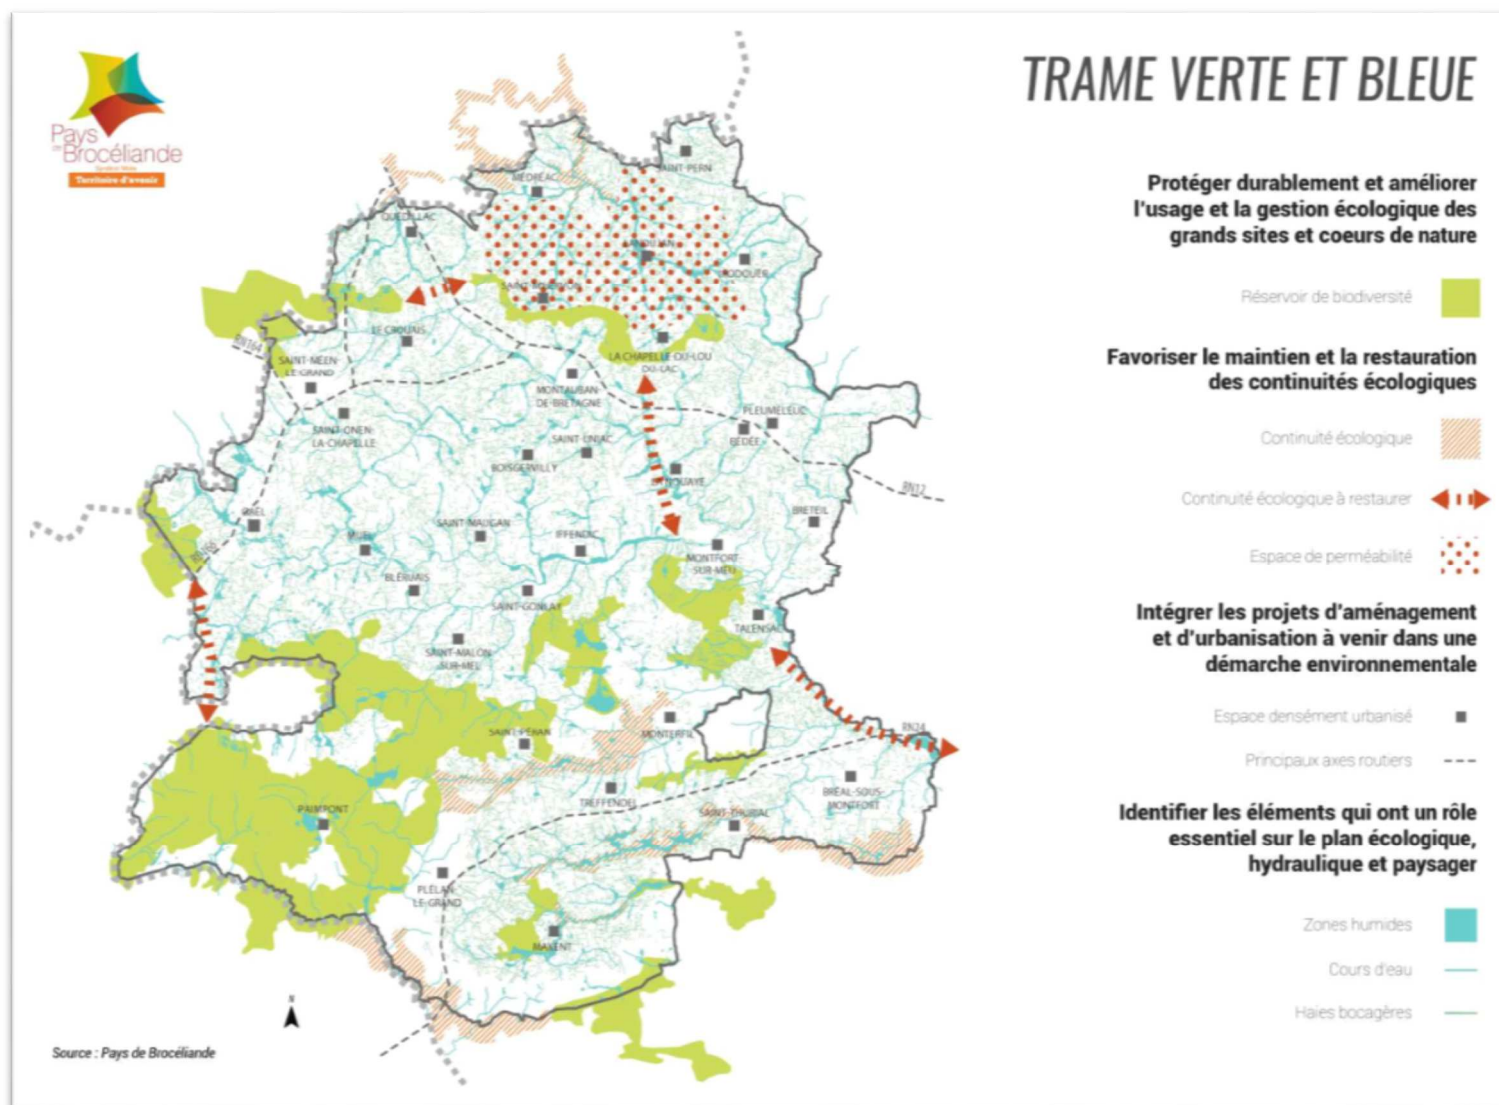 Pays
de Brocéliande
Syndicat Mixte
Territoire d'avenir
TRAME VERTE ET BLEUE
Protéger durablement et améliorer
l'usage et la gestion écologique des
grands sites et coeurs de nature
Réservoir de biodiversité
Favoriser le maintien et la restauration
des continuités écologiques
Continuité écologique
Continuité écologique à restaurer
Espace de perméabilité
Intégrer les projets d'aménagement
et d'urbanisation à venir dans une
démarche environnementale
Espace densément urbanisé
Principaux axes routiers
Identifier les éléments qui ont un rôle
essentiel sur le plan écologique,
hydraulique et paysager
Zones humides
Cours d'eau
Haies bocagères
SAINT-PERN
MÉDRÉAC
QUÉDILLAC
LANDUJAN
LE CROUAIS
RN164
SAINT-MÉEN-
LE-GRAND
LA CHAPELLE-DU-LOU
DU-LAC
MONTAUBAN-
DE-BRETAGNE
PLEUMELEUC
BÉDÉE
SAINT-ONEN-
LA-CHAPELLE
SAINT-UNIAC
BOISGERVILLY
LA NOUAYE
RN12
BRETEIL
GAËL
SAINT-MAUGAN
IFFENDIC
MUEL
MONTFORT-
SUR-MEU
BLÉRUAIS
SAINT-GONLAY
TALENSAC
SAINT-MALON-
SUR-MEL
RN24
SAINT-PÉRAN
MONTERFIL
TREFFENDEL
BRÉAL-SOUS-
MONTFORT
PAIMPONT
SAINT-THURIAL
PLÉLAN-
LE-GRAND
MAXENT
N
Source : Pays de Brocéliande